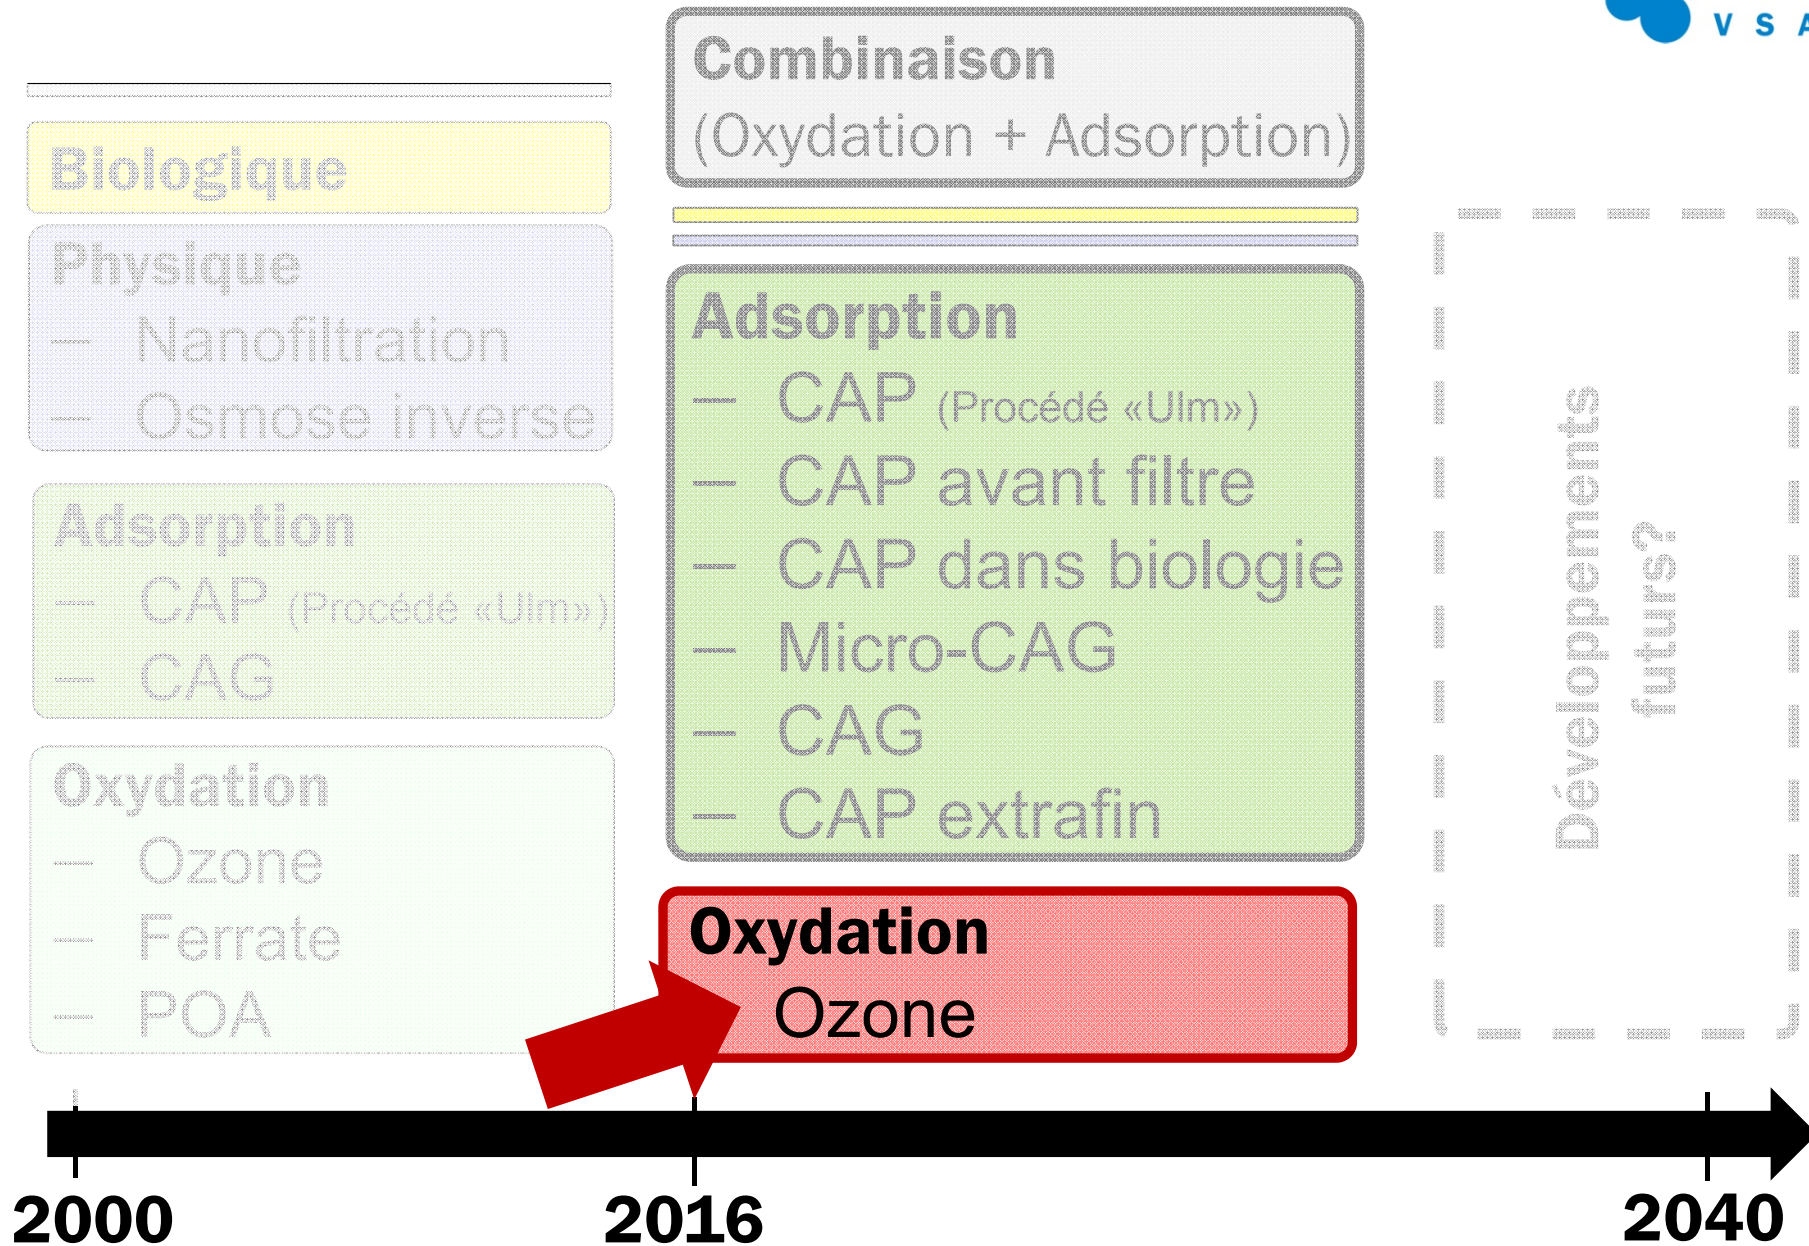 V S A
Biologique
Physique
– Nanofiltration
– Osmose inverse
Adsorption
– CAP (Procédé «Ulm»)
– CAG
Oxydation
– Ozone
– Ferrate
– POA
Combinaison
(Oxydation + Adsorption)
Adsorption
– CAP (Procédé «Ulm»)
– CAP avant filtre
– CAP dans biologie
– Micro-CAG
– CAG
– CAP extrafin
Oxydation
Ozone
Développements
futurs?
2000
2016
2040